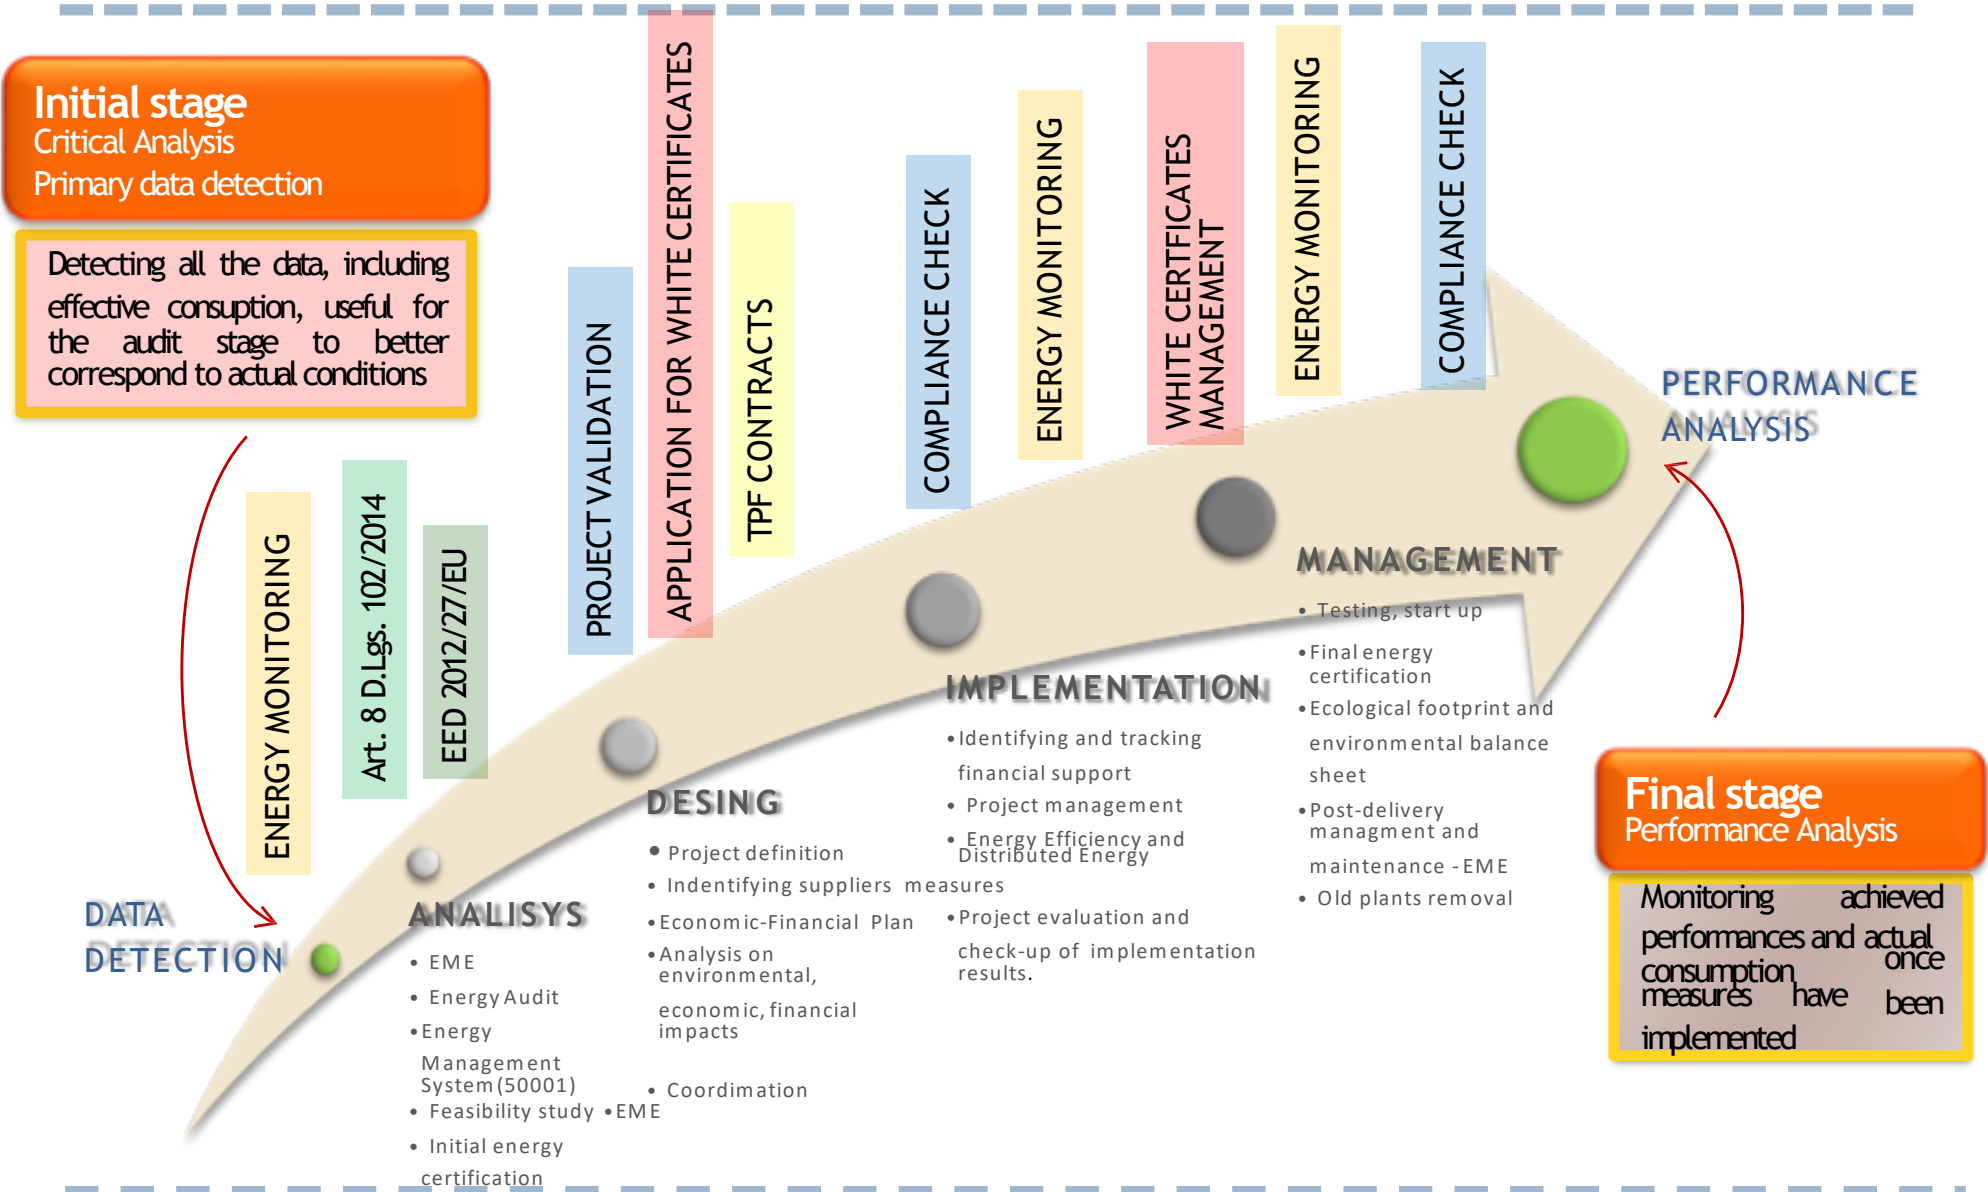 Initial stage
Critical Analysis
Primary data detection
Detecting all the data, including
effective consuption, useful for
the audit stage to better
correspond to actual conditions
ENERGY MONITORING
Art. 8 D.Lgs. 102/2014
EED 2012/27/EU
PROJECT VALIDATION
APPLICATION FOR WHITE CERTIFICATES
TPF CONTRACTS
COMPLIANCE CHECK
ENERGY MONITORING
WHITE CERTFICATES
MANAGEMENT
ENERGY MONITORING
COMPLIANCE CHECK
PERFORMANCE
ANALYSIS
DATA
DETECTION
ANALISYS
• EME
• Energy Audit
• Energy
Management
System (50001)
• Feasibility study
• Initial energy
certification
DESING
• Project definition
• Indentifying suppliers measures
• Economic-Financial Plan
• Analysis on
environmental,
economic, financial
impacts
• Coordimation
• EME
IMPLEMENTATION
• Identifying and tracking
financial support
• Project management
• Energy Efficiency and
Distributed Energy
• Project evaluation and
check-up of implementation
results.
MANAGEMENT
• Testing, start up
• Final energy
certification
• Ecological footprint and
environmental balance
sheet
• Post-delivery
managment and
maintenance - EME
• Old plants removal
Final stage
Performance Analysis
Monitoring achieved
performances and actual
consumption once
measures have been
implemented